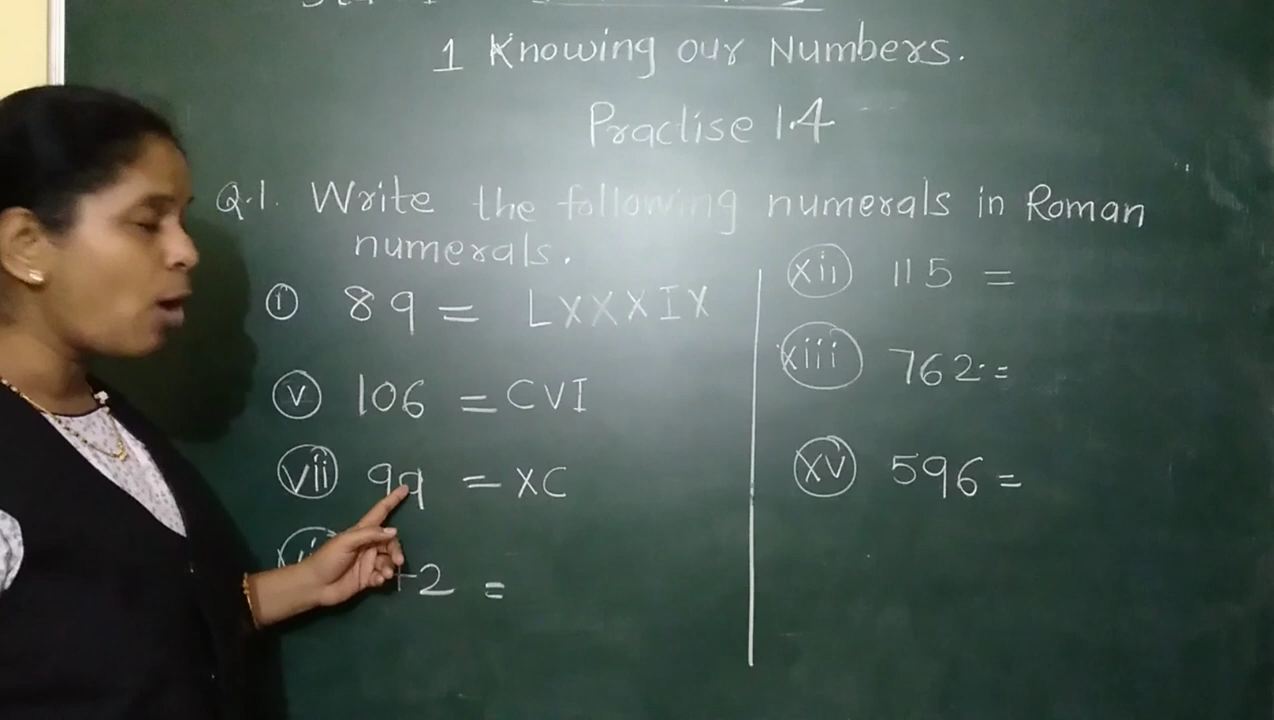 1 Knowing our Numbers.
Practise 1.4
Q.1. Write the following numerals in Roman
numerals.
(i) 89 = LXXXIX
(v) 106 = CVI
(vii) 99 = XC
2 =
(xii) 115 =
(xiii) 762 =
(xv) 596 =